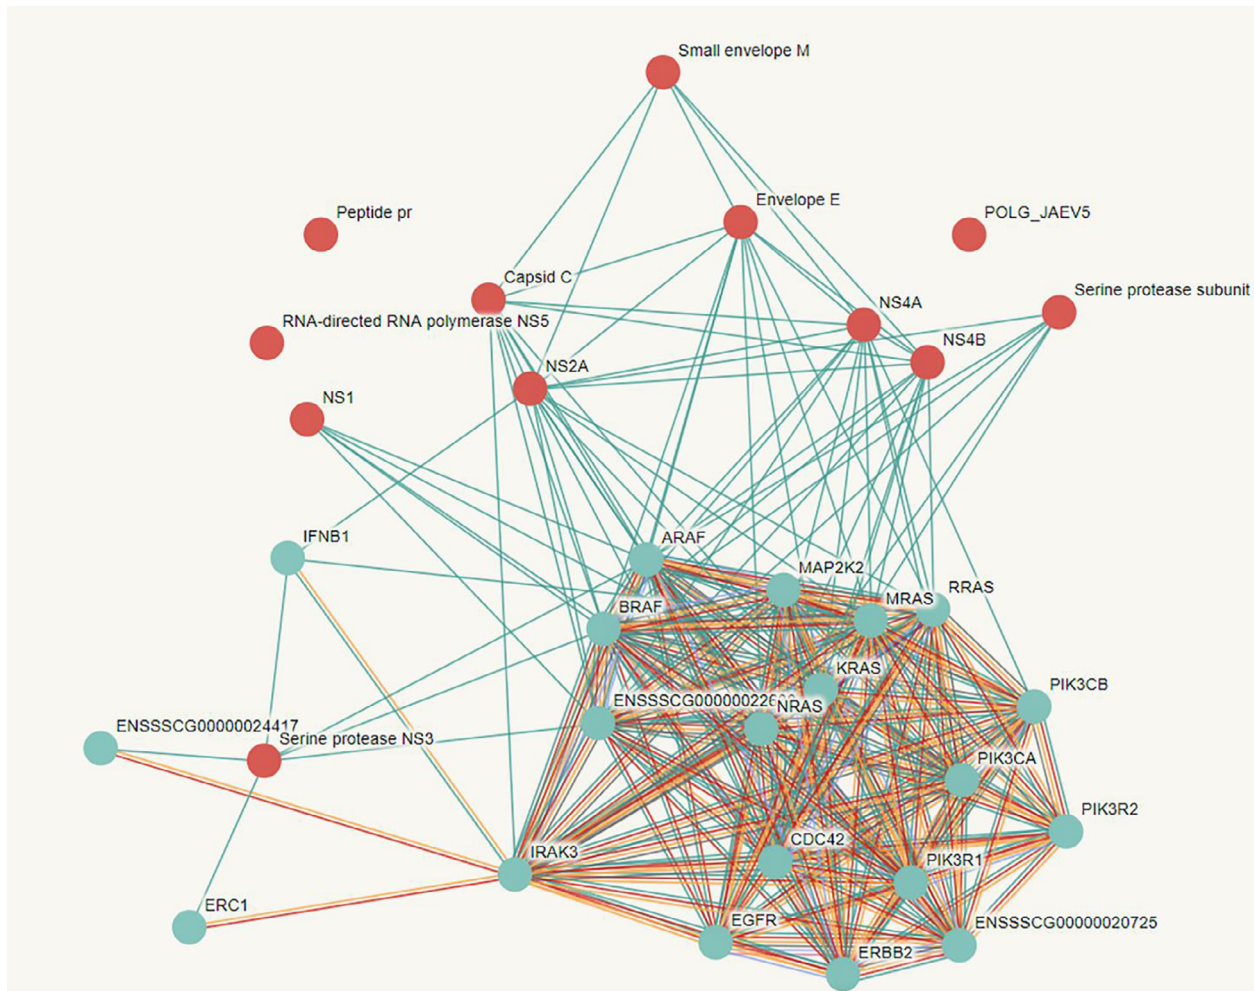 Small envelope M
Envelope E
Peptide pr
POLG_JAEV5
Capsid C
Serine protease subunit
NS4A
RNA-directed RNA polymerase NS5
NS4B
NS2A
NS1
ARAF
IFNB1
MAP2K2
RRAS
MRAS
BRAF
KRAS
PIK3CB
ENSSSCG00000022
NRAS
ENSSSCG00000024417
Serine protease NS3
PIK3CA
PIK3R2
CDC42
IRAK3
PIK3R1
ERC1
EGFR
ENSSSCG00000020725
ERBB2